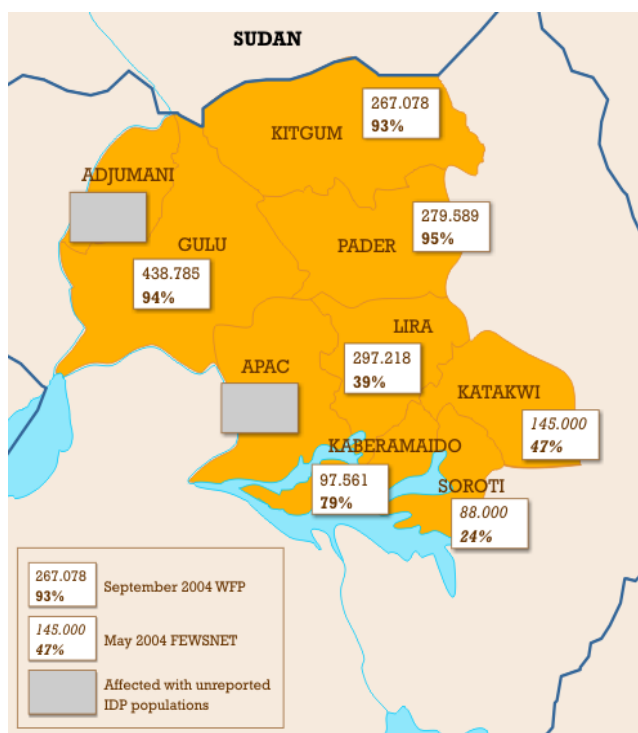 SUDAN
267.078
93%
KITGUM
ADJUMANI
279.589
95%
GULU
PADER
438.785
94%
LIRA
297.218
39%
APAC
KATAKWI
145.000
47%
KABERAMAIDO
97.561
79%
SOROTI
88.000
24%
267.078
93%
September 2004 WFP
145.000
47%
May 2004 FEWSNET
Affected with unreported
IDP populations